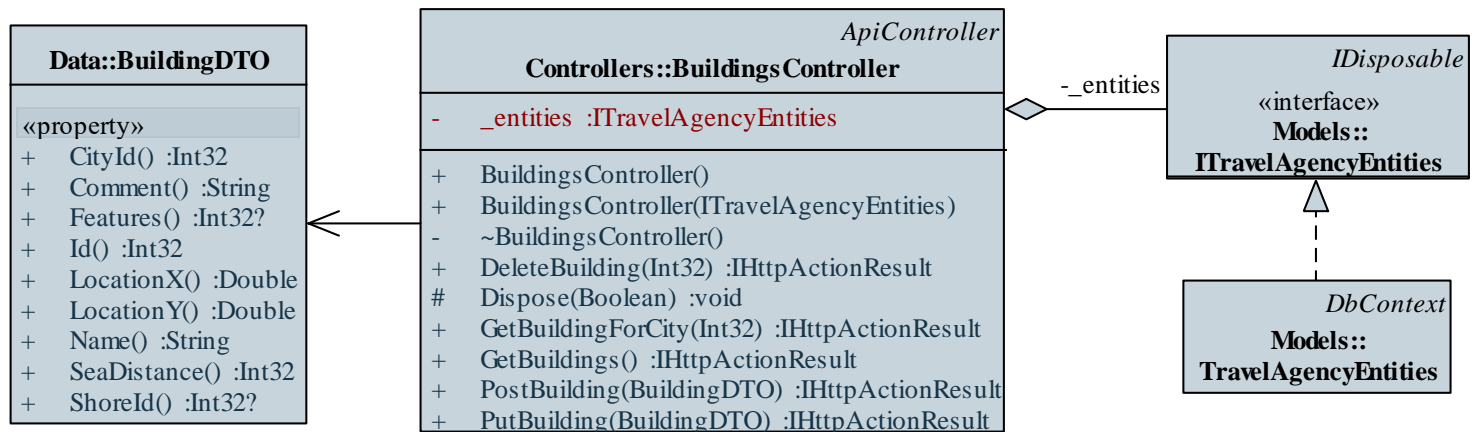 Data::BuildingDTO
«property»
+ CityId() :Int32
+ Comment() :String
+ Features() :Int32?
+ Id() :Int32
+ LocationX() :Double
+ LocationY() :Double
+ Name() :String
+ SeaDistance() :Int32
+ ShoreId() :Int32?
ApiController
Controllers::BuildingsController
- _entities :ITravelAgencyEntities
+ BuildingsController()
+ BuildingsController(ITravelAgencyEntities)
- ~BuildingsController()
+ DeleteBuilding(Int32) :IHttpActionResult
# Dispose(Boolean) :void
+ GetBuildingForCity(Int32) :IHttpActionResult
+ GetBuildings() :IHttpActionResult
+ PostBuilding(BuildingDTO) :IHttpActionResult
+ PutBuilding(BuildingDTO) :IHttpActionResult
-_entities
IDisposable
«interface»
Models::
ITravelAgencyEntities
DbContext
Models::
TravelAgencyEntities